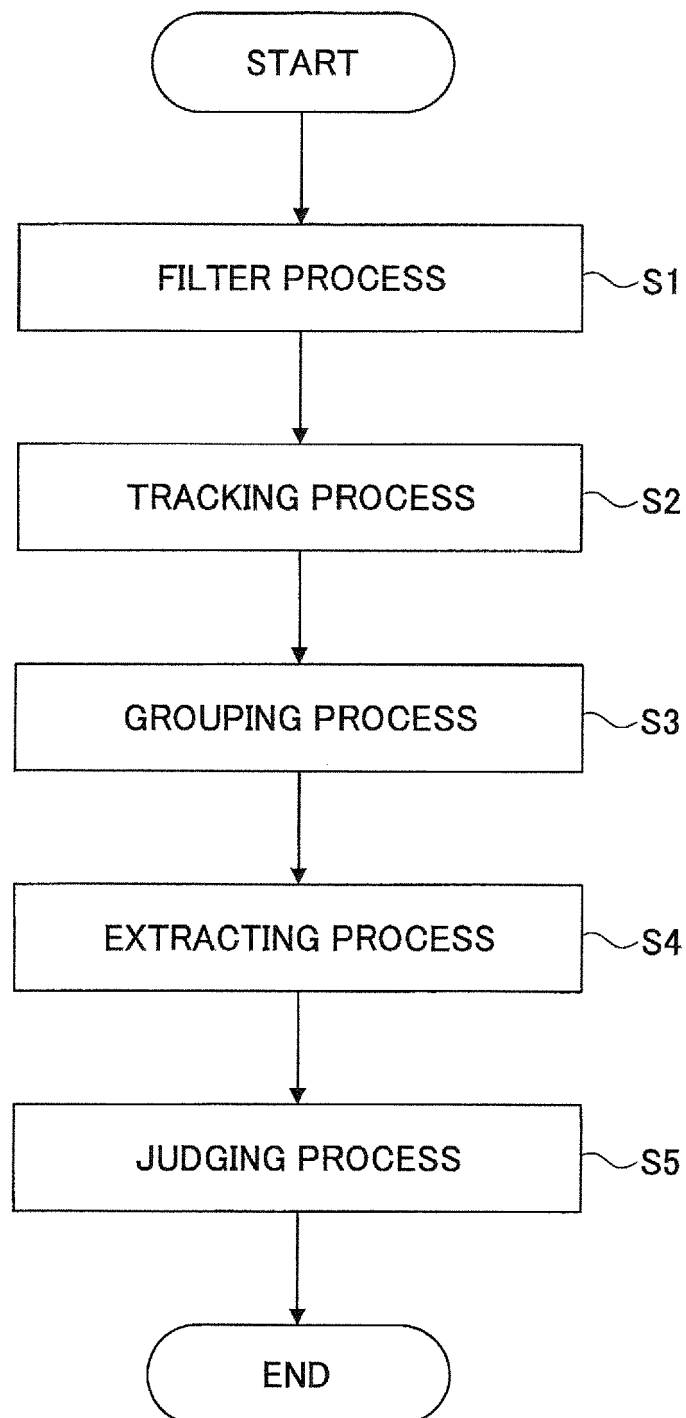 START
FILTER PROCESS S1
TRACKING PROCESS S2
GROUPING PROCESS S3
EXTRACTING PROCESS S4
JUDGING PROCESS S5
END